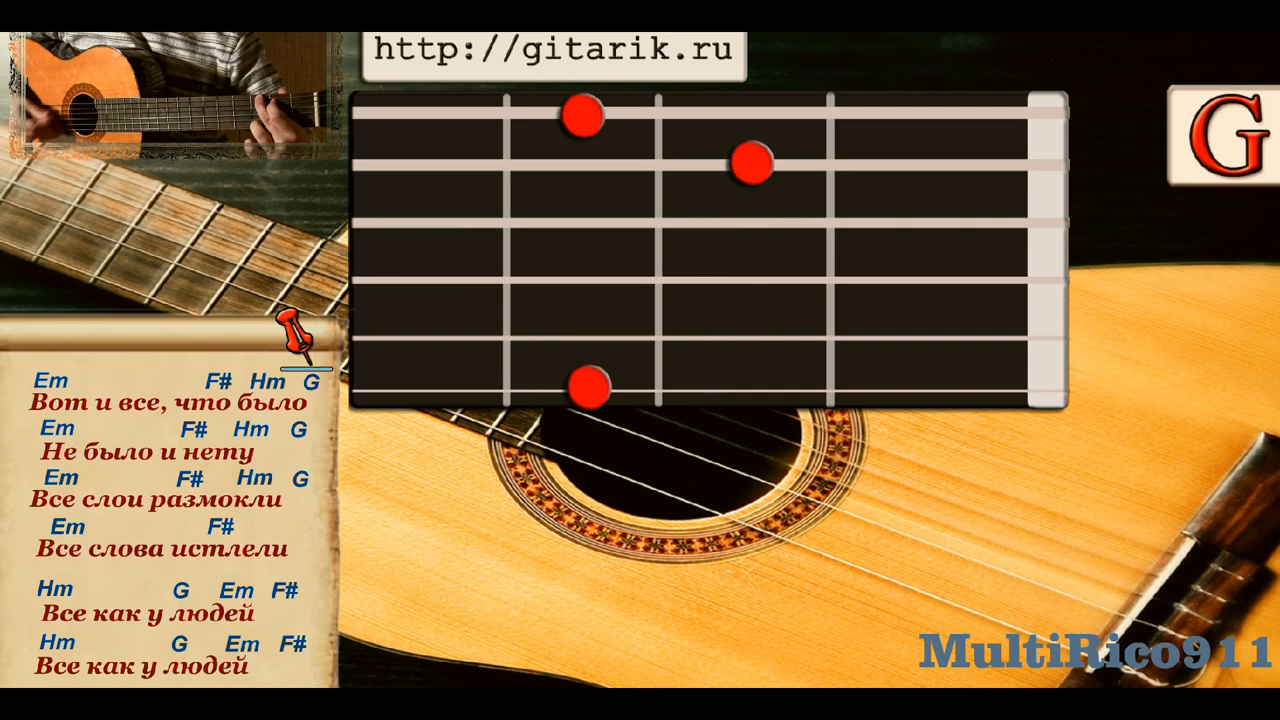 http://gitarik.ru
G
Em F# Hm G
Вот и все, что было
Em F# Hm G
Не было и нету
Em F# Hm G
Все слои размокли
Em F#
Все слова истлели
Hm G Em F#
Все как у людей
Hm G Em F#
Все как у людей
MultiRico911